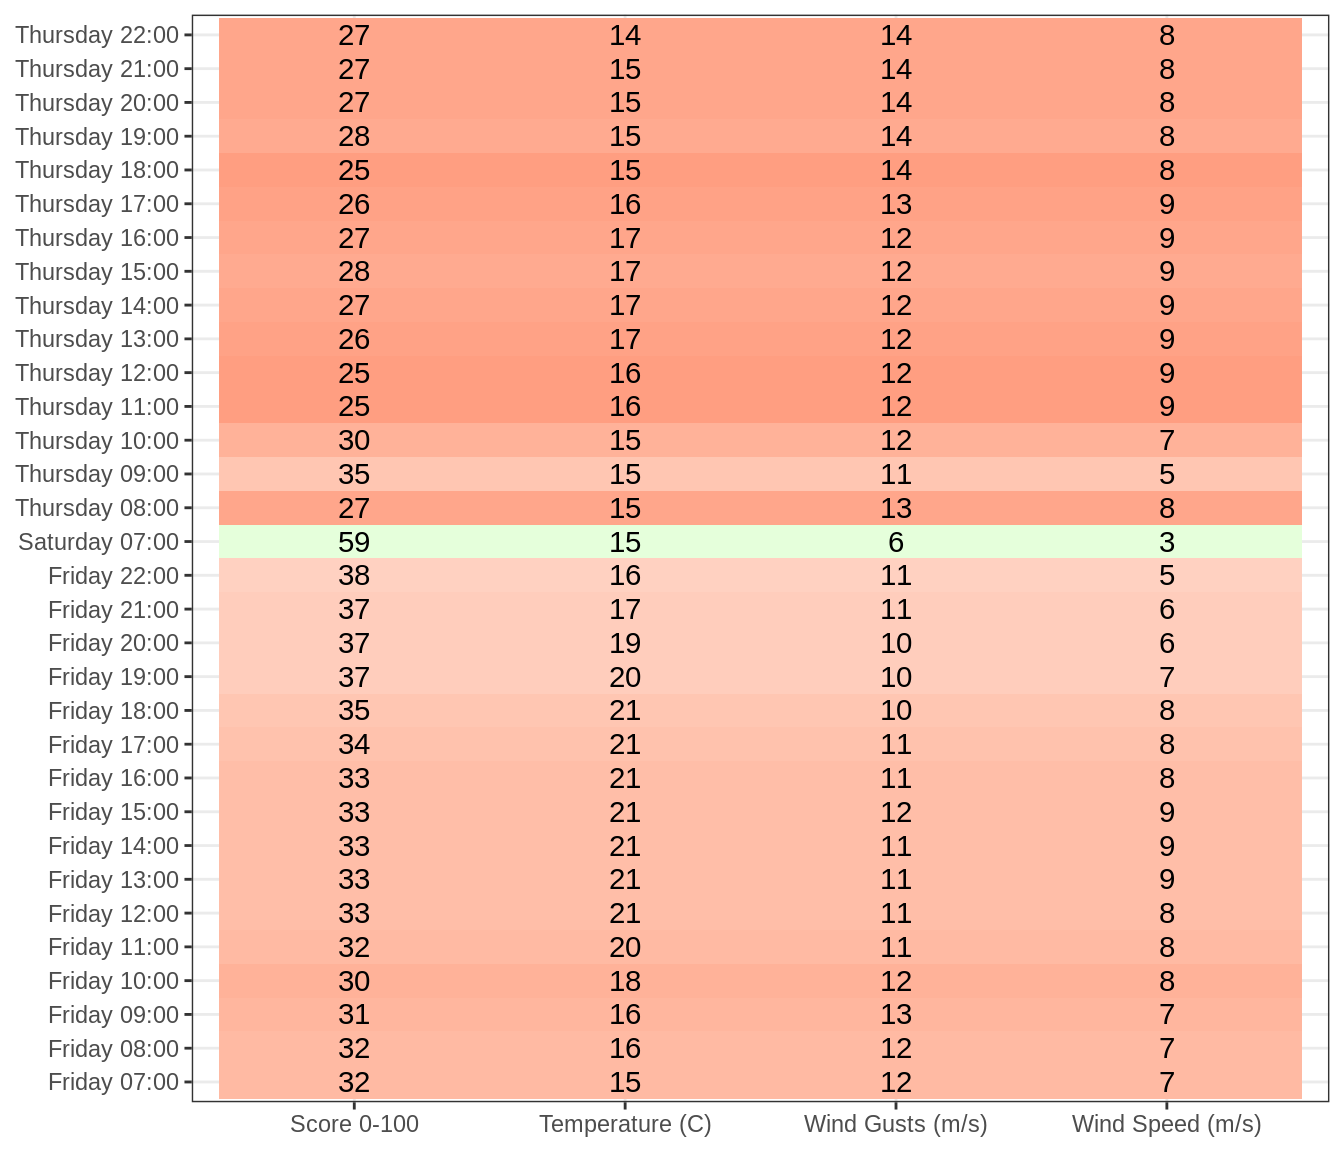 Thursday 22:00 27 14 14 8
Thursday 21:00 27 15 14 8
Thursday 20:00 27 15 14 8
Thursday 19:00 28 15 14 8
Thursday 18:00 25 15 14 8
Thursday 17:00 26 16 13 9
Thursday 16:00 27 17 12 9
Thursday 15:00 28 17 12 9
Thursday 14:00 27 17 12 9
Thursday 13:00 26 17 12 9
Thursday 12:00 25 16 12 9
Thursday 11:00 25 16 12 9
Thursday 10:00 30 15 12 7
Thursday 09:00 35 15 11 5
Thursday 08:00 27 15 13 8
Saturday 07:00 59 15 6 3
Friday 22:00 38 16 11 5
Friday 21:00 37 17 11 6
Friday 20:00 37 19 10 6
Friday 19:00 37 20 10 7
Friday 18:00 35 21 10 8
Friday 17:00 34 21 11 8
Friday 16:00 33 21 11 8
Friday 15:00 33 21 12 9
Friday 14:00 33 21 11 9
Friday 13:00 33 21 11 9
Friday 12:00 33 21 11 8
Friday 11:00 32 20 11 8
Friday 10:00 30 18 12 8
Friday 09:00 31 16 13 7
Friday 08:00 32 16 12 7
Friday 07:00 32 15 12 7
Score 0-100 Temperature (C) Wind Gusts (m/s) Wind Speed (m/s)